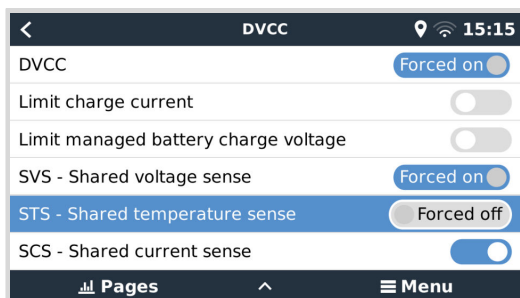 DVCC 15:15
DVCC Forced on
Limit charge current
Limit managed battery charge voltage
SVS - Shared voltage sense Forced on
STS - Shared temperature sense Forced off
SCS - Shared current sense
Pages Menu